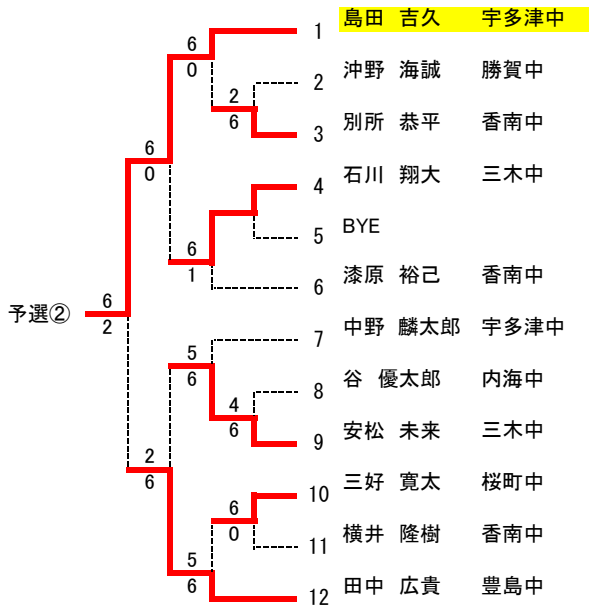 1 島田 吉久 宇多津中
6
0
2 沖野 海誠 勝賀中
2
6
3 別所 恭平 香南中
6
0
4 石川 翔大 三木中
5 BYE
6
1
6 漆原 裕己 香南中
予選②
6
2
7 中野 麟太郎 宇多津中
5
6
8 谷 優太郎 内海中
4
6
9 安松 未来 三木中
2
6
10 三好 寛太 桜町中
6
0
11 横井 隆樹 香南中
5
6
12 田中 広貴 豊島中